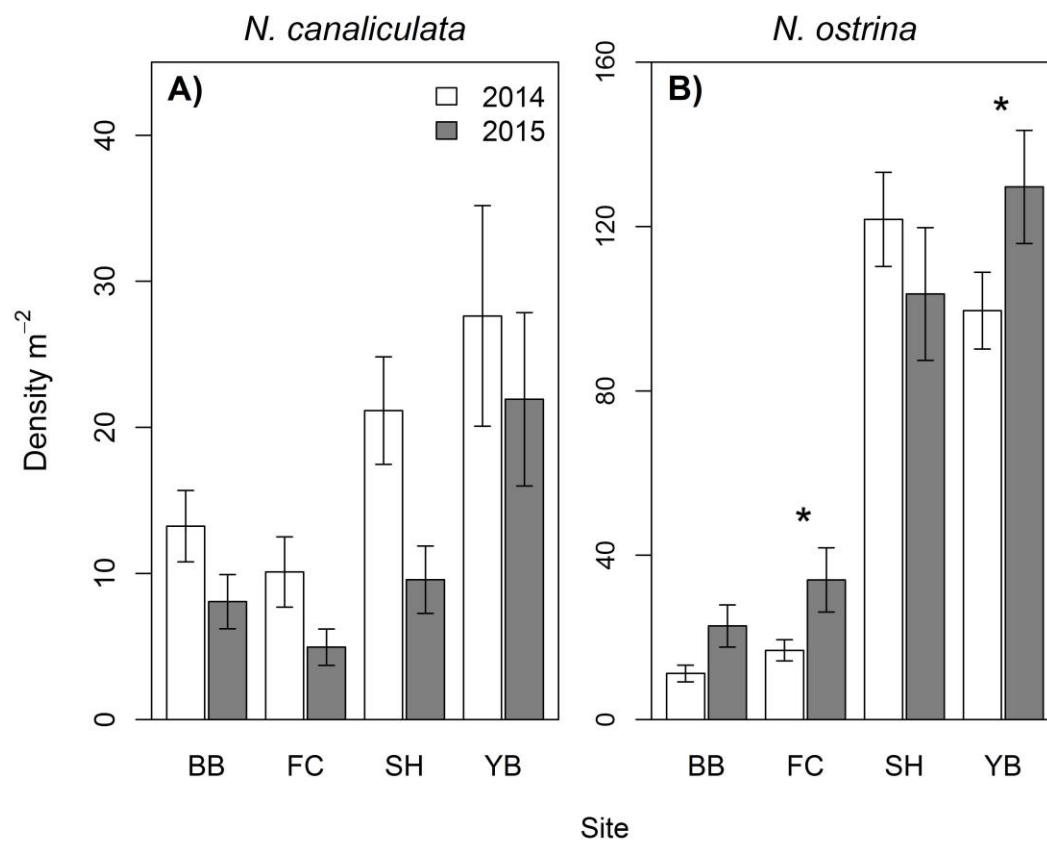 N. canaliculata
N. ostrina
A)
2014
2015
B)
*
*
Density m⁻²
0
10
20
30
40
0
40
80
120
160
BB FC SH YB
BB FC SH YB
Site